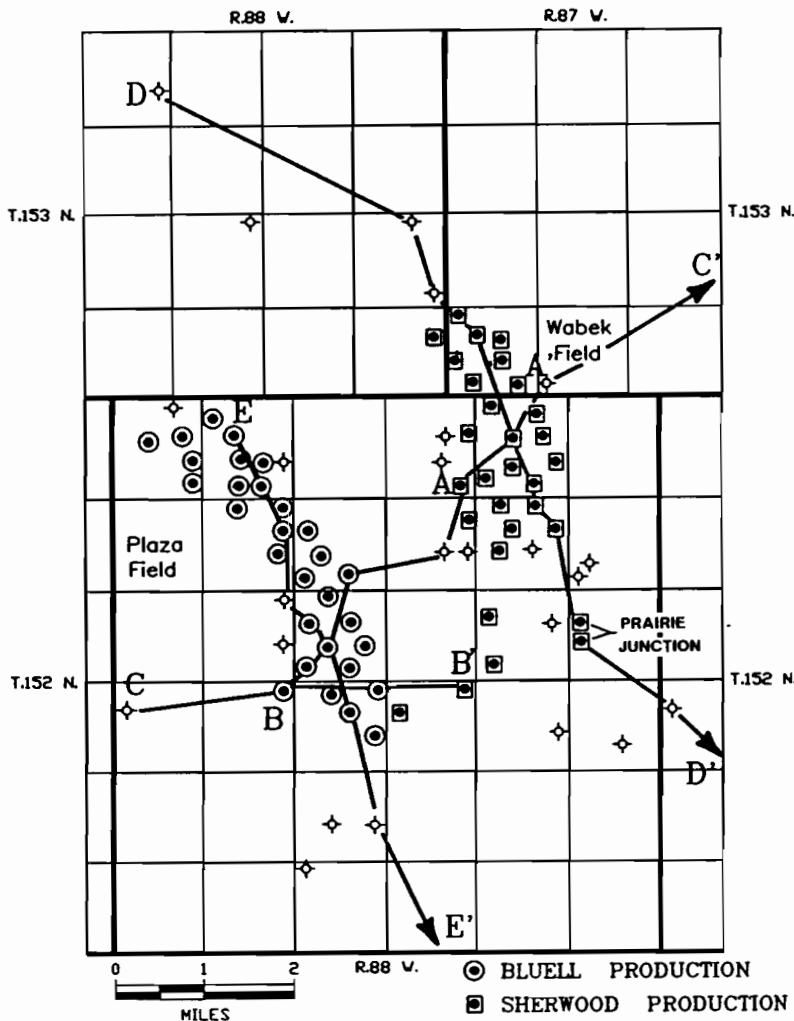 R.88 W.
R.87 W.
D
T.153 N.
T.153 N.
C'
Wabek
Field
A'
E
A
Plaza
Field
PRAIRIE
JUNCTION
B'
T.152 N.
C
T.152 N.
B
D'
E'
0 1 2
R.88 W.
MILES
BLUELL PRODUCTION
SHERWOOD PRODUCTION